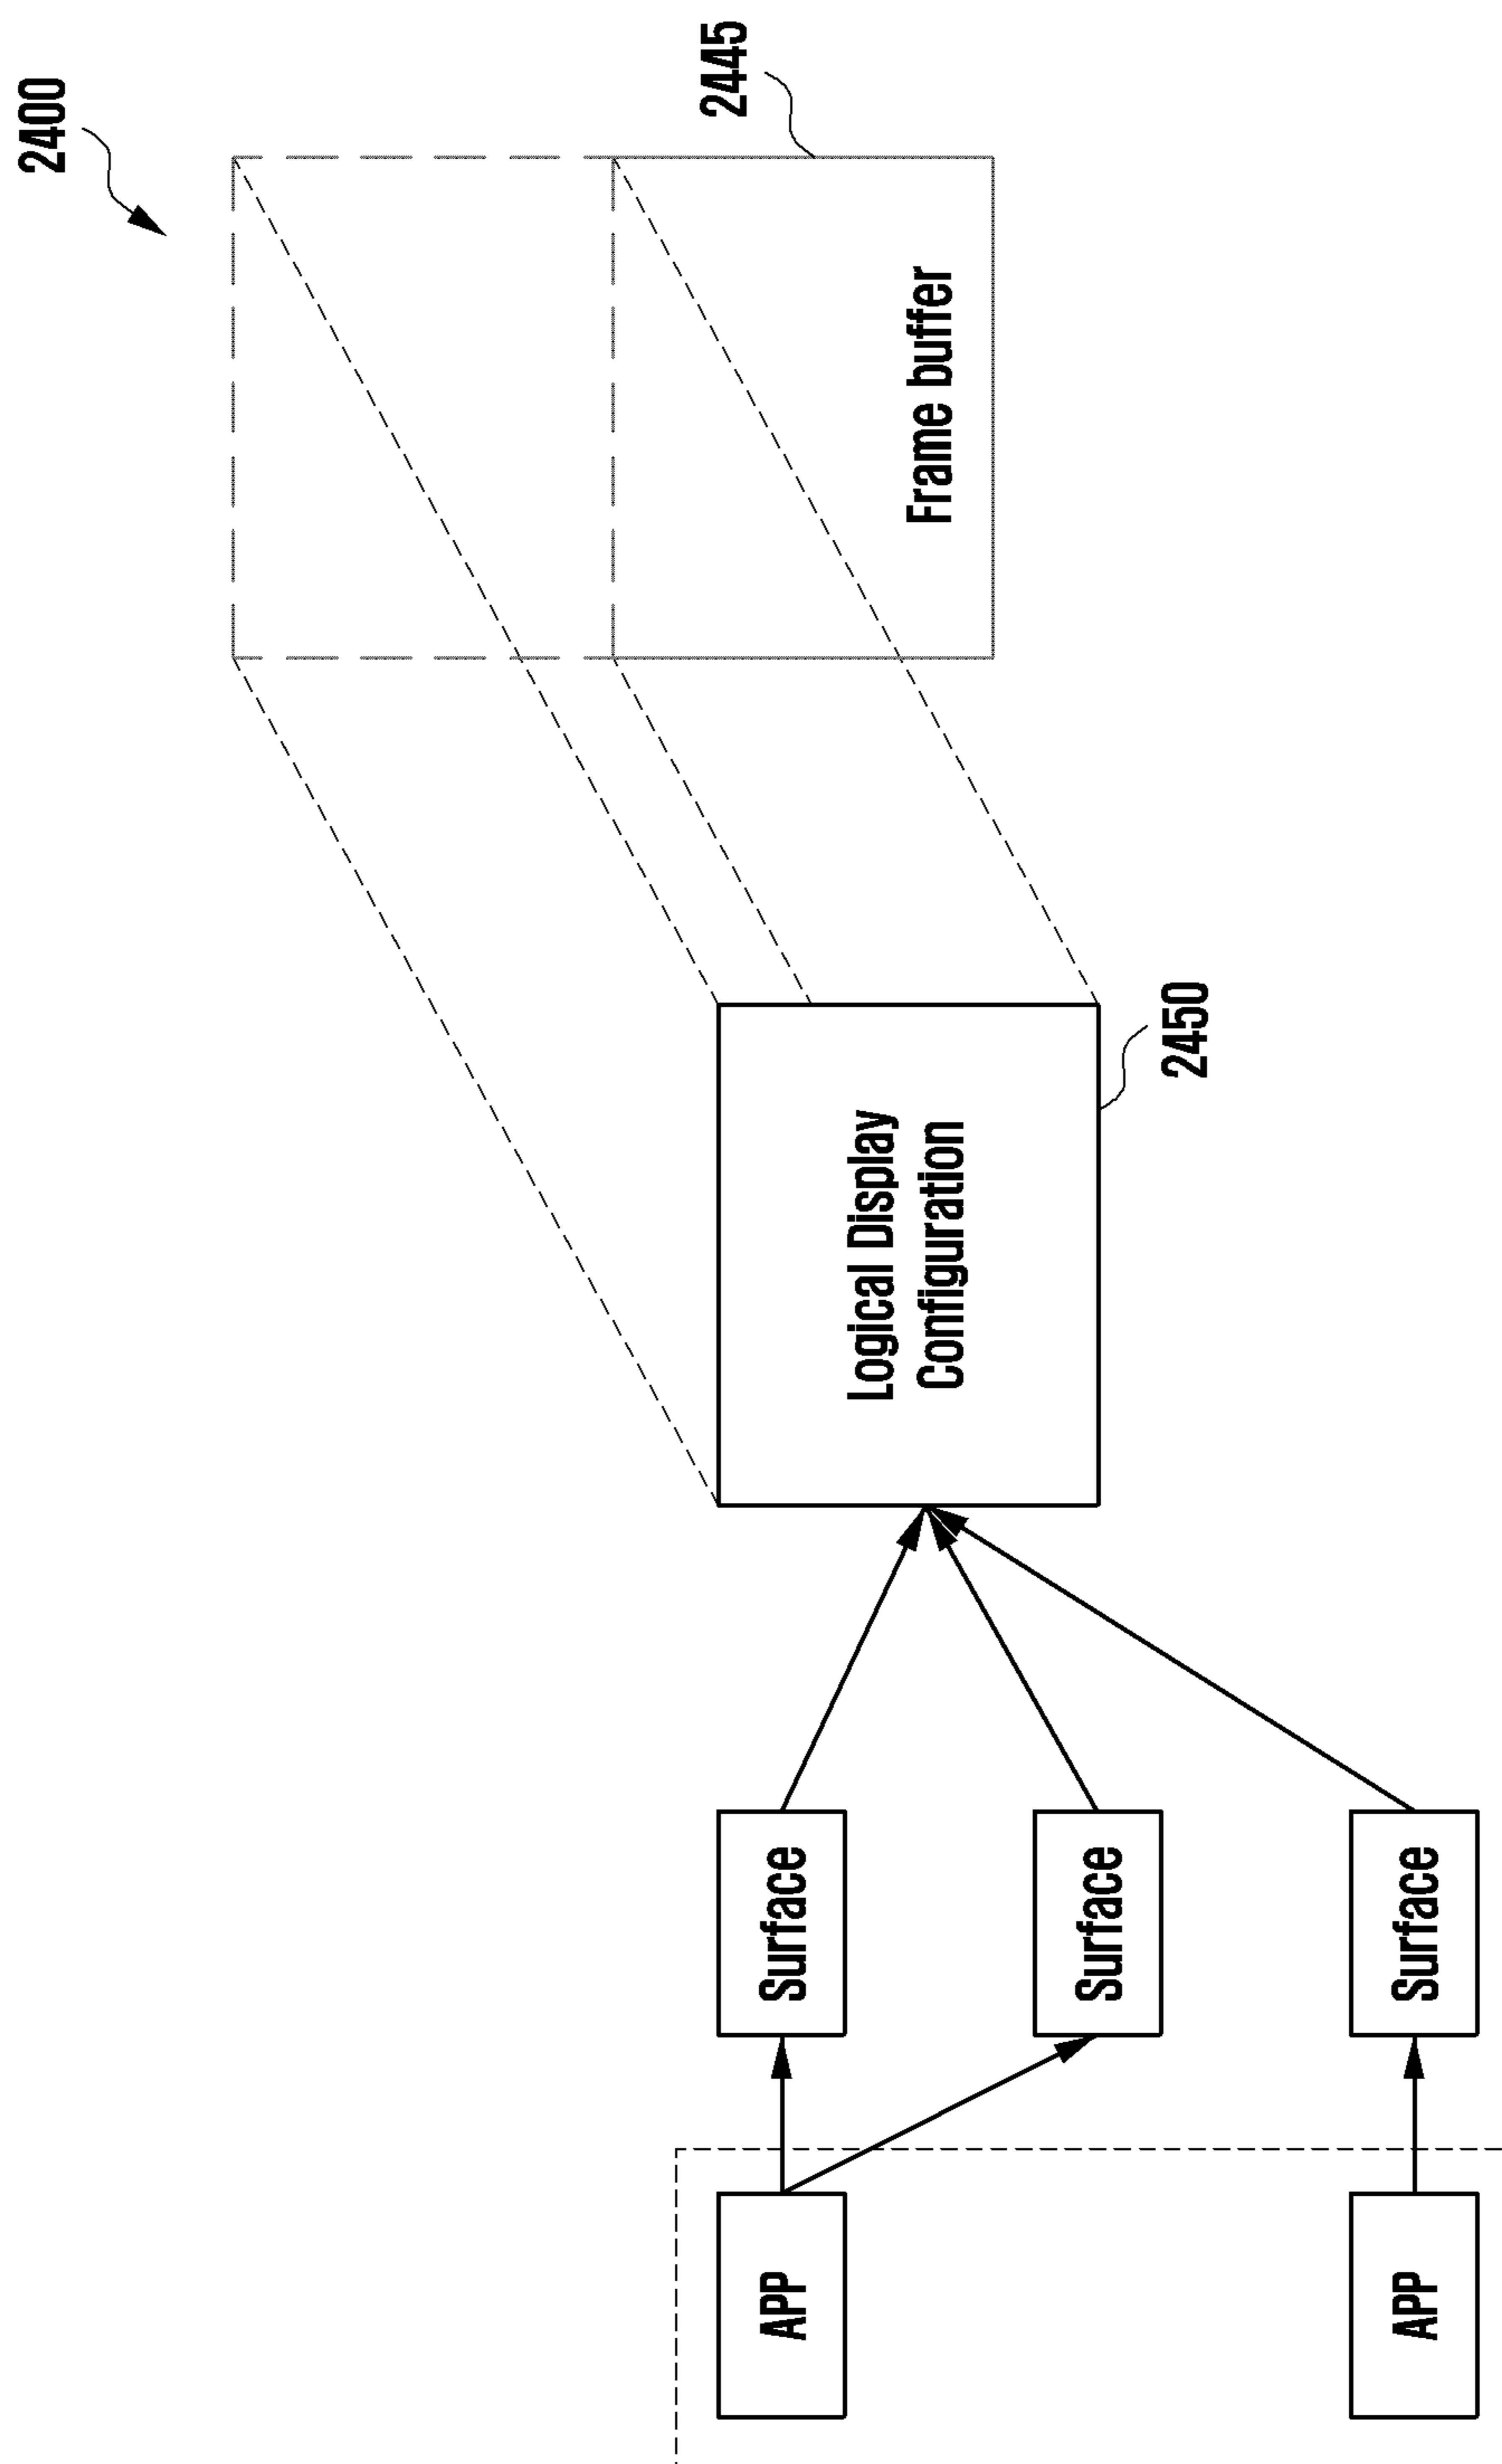 2400
2445
Frame buffer
Logical Display
Configuration
2450
Surface
Surface
Surface
APP
APP